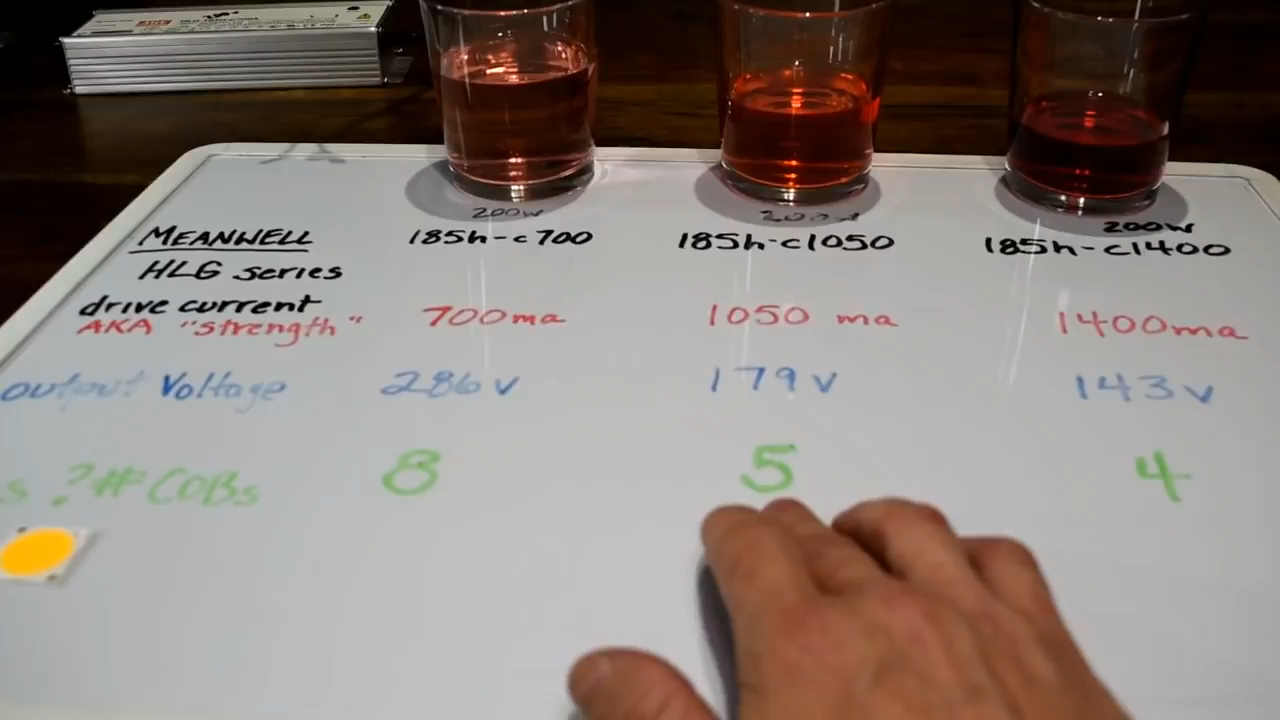 200w 200w 200w
MEANWELL 185h-c700 185h-c1050 185h-c1400
HLG series
drive current
AKA "strength" 700ma 1050 ma 1400ma
output Voltage 286v 179v 143v
s ? # COBs 8 5 4